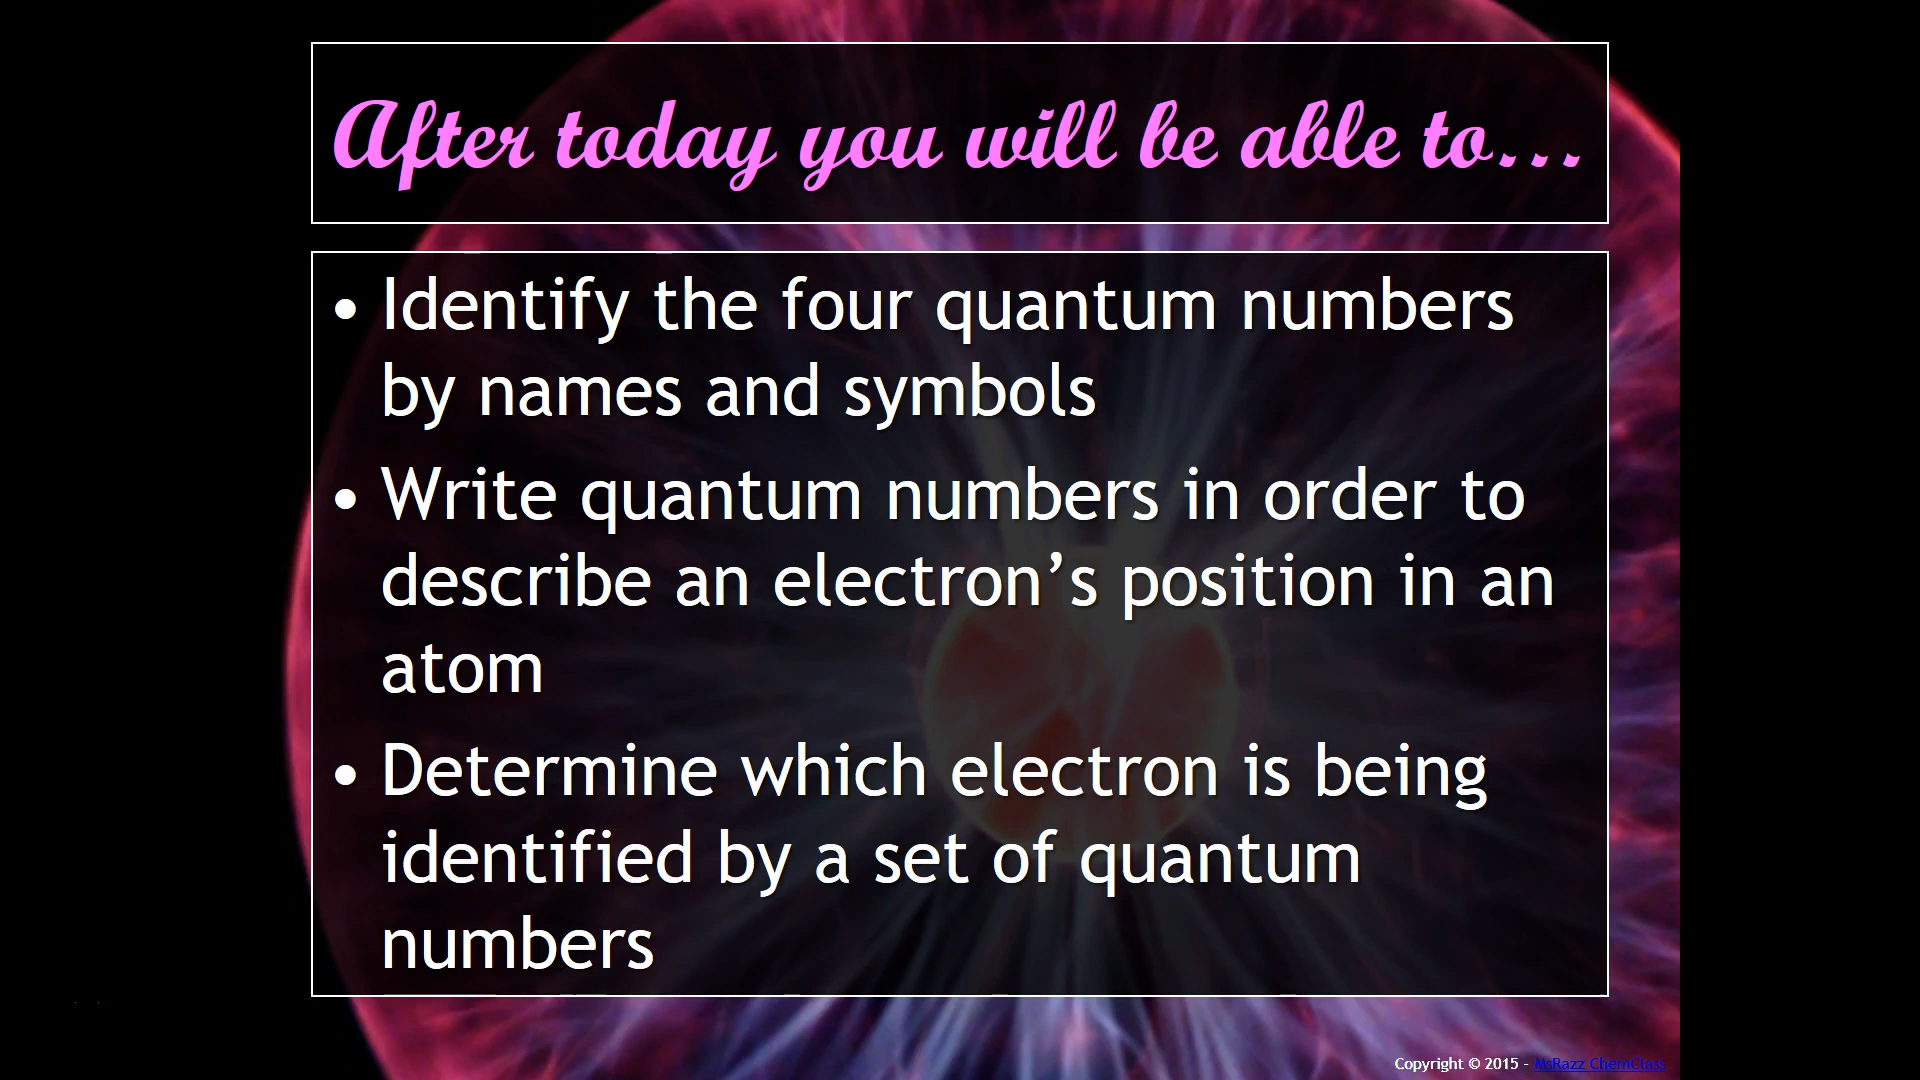 After today you will be able to...
• Identify the four quantum numbers
by names and symbols
• Write quantum numbers in order to
describe an electron’s position in an
atom
• Determine which electron is being
identified by a set of quantum
numbers
Copyright © 2015 - MsRazz ChemClass